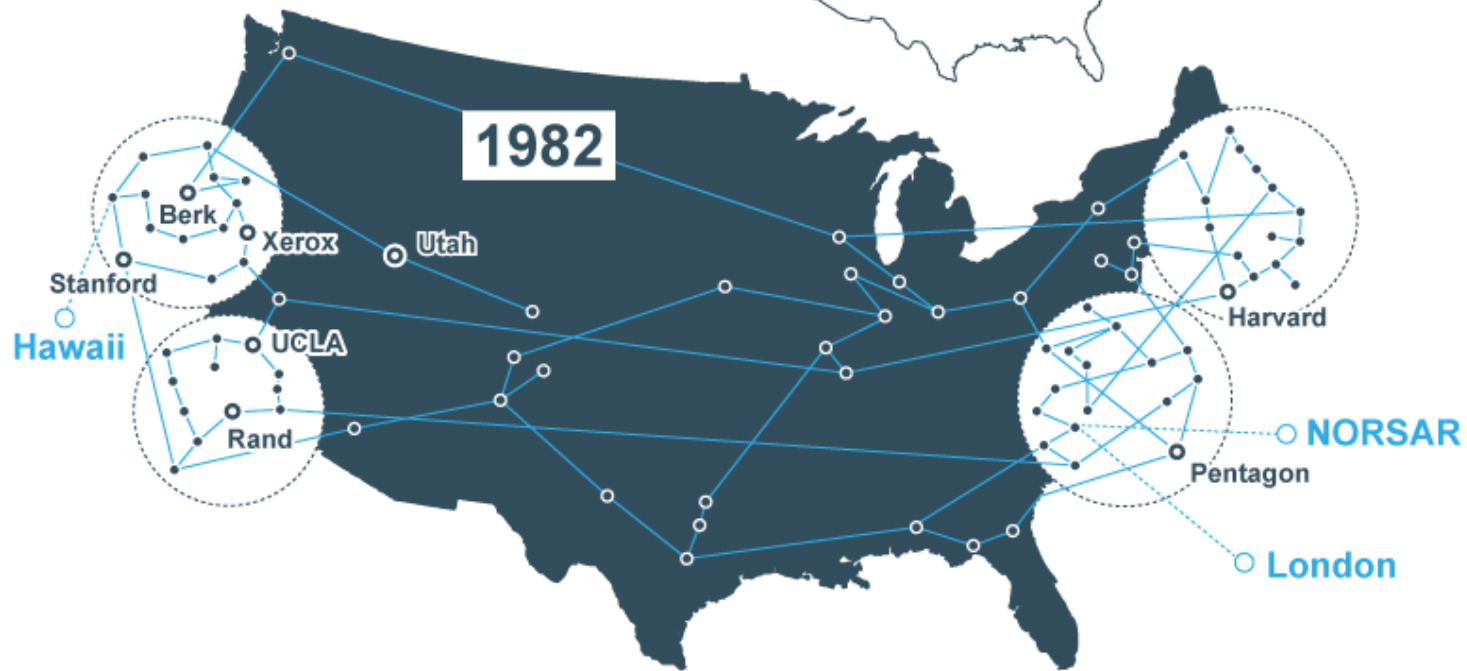 1982
Berk
Xerox
Utah
Stanford
Hawaii
Harvard
UCLA
Rand
NORSAR
Pentagon
London